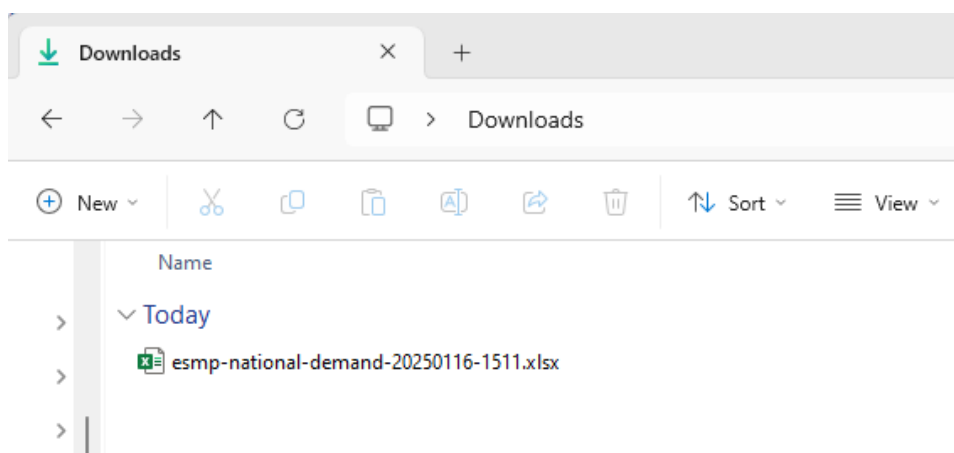 Downloads
Downloads
New Sort View
Name
Today
esmp-national-demand-20250116-1511.xlsx